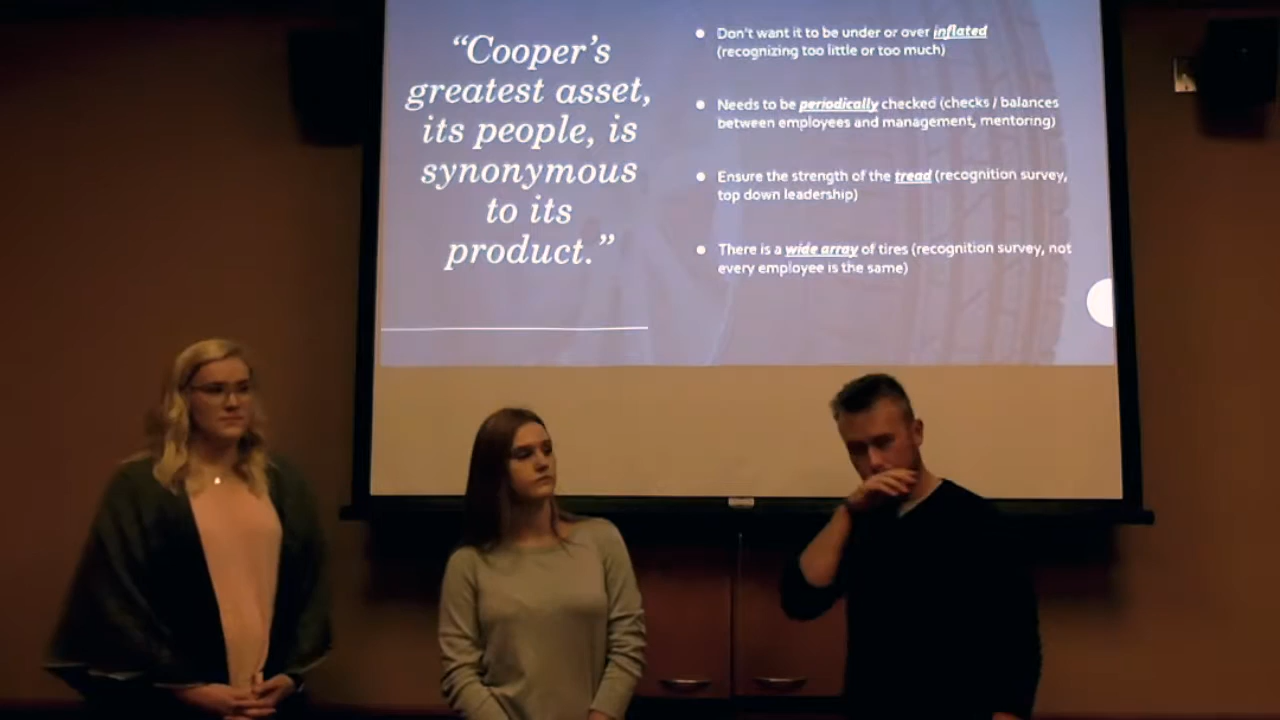 “Cooper’s
greatest asset,
its people, is
synonymous
to its
product.”
Don't want it to be under or over inflated
(recognizing too little or too much)
Needs to be periodically checked (checks / balances
between employees and management, mentoring)
Ensure the strength of the tread (recognition survey,
top down leadership)
There is a wide array of tires (recognition survey, not
every employee is the same)